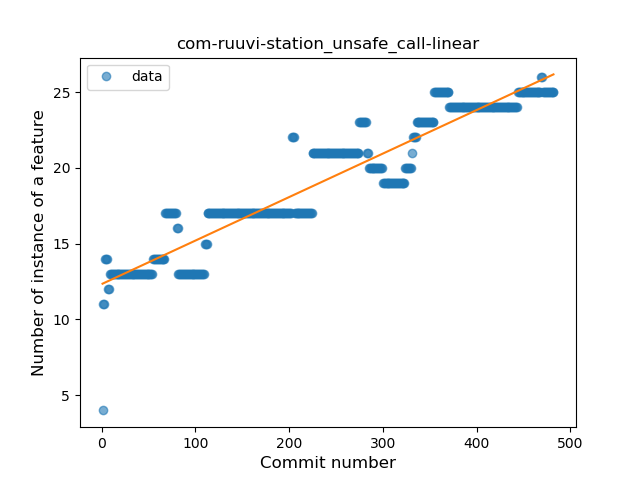 com-ruuvi-station_unsafe_call-linear
data
Number of instance of a feature
25
20
15
10
5
0
100
200
300
400
500
Commit number